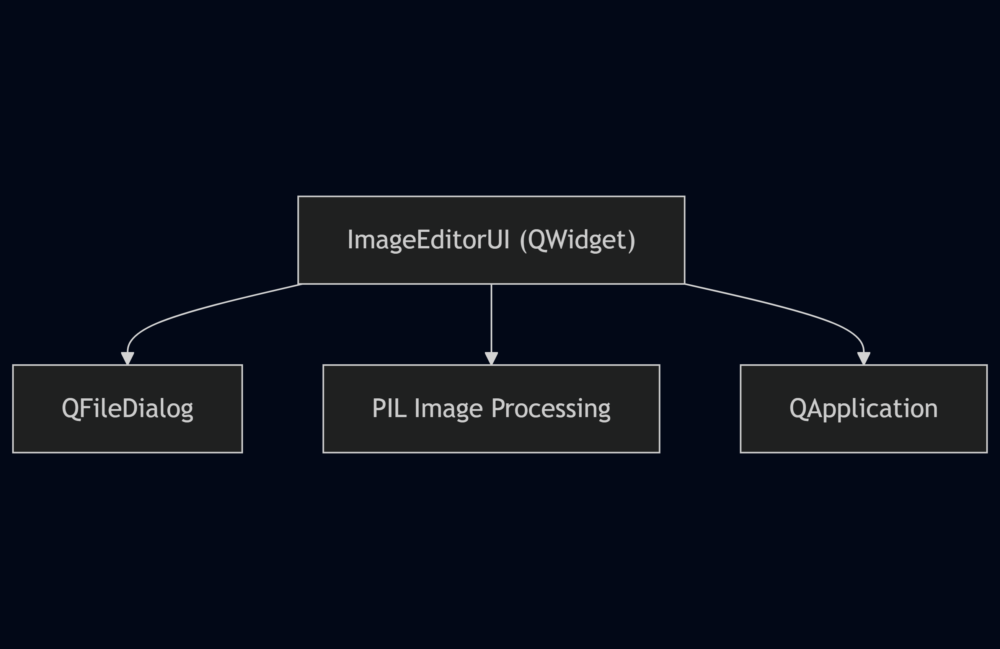 ImageEditorUI (QWidget)
QFileDialog
PIL Image Processing
QApplication